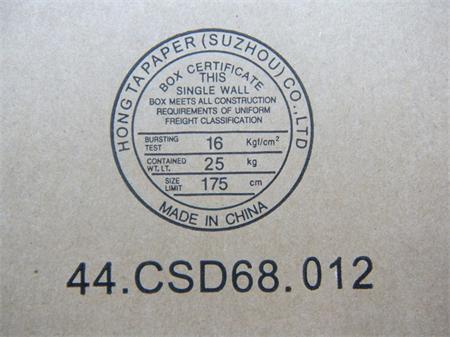 HONG TA PAPER (SUZHOU) CO.,LTD
BOX CERTIFICATE
THIS
SINGLE WALL
BOX MEETS ALL CONSTRUCTION
REQUIREMENTS OF UNIFORM
FREIGHT CLASSIFICATION
BURSTING TEST 16 Kgf/cm²
CONTAINED WT. LT. 25 kg
SIZE LIMIT 175 cm
MADE IN CHINA
44.CSD68.012